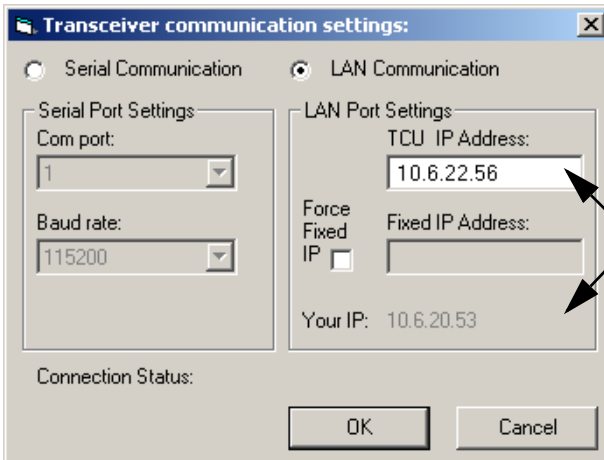 Transceiver communication settings:
Serial Communication
LAN Communication
Serial Port Settings
Com port:
1
Baud rate:
115200
LAN Port Settings
TCU IP Address:
10.6.22.56
Force
Fixed
IP
Fixed IP Address:
Your IP: 10.6.20.53
Connection Status:
OK
Cancel